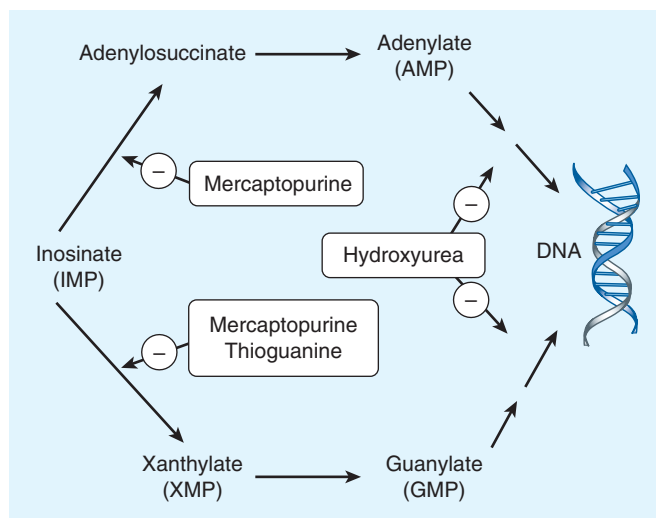 Adenylosuccinate
Adenylate
(AMP)
–
Mercaptopurine
–
Inosinate
(IMP)
Hydroxyurea
DNA
–
Mercaptopurine
Thioguanine
–
Xanthylate
(XMP)
Guanylate
(GMP)